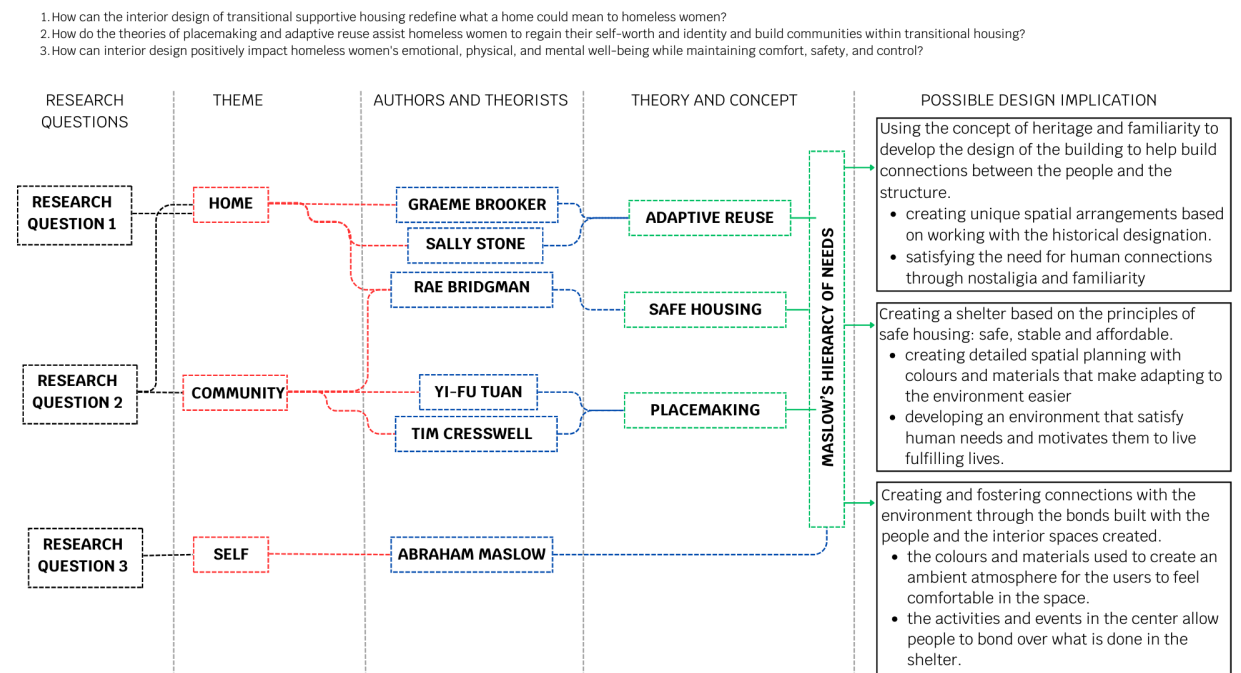 1. How can the interior design of transitional supportive housing redefine what a home could mean to homeless women?
2. How do the theories of placemaking and adaptive reuse assist homeless women to regain their self-worth and identity and build communities within transitional housing?
3. How can interior design positively impact homeless women's emotional, physical, and mental well-being while maintaining comfort, safety, and control?
RESEARCH
QUESTIONS
THEME
AUTHORS AND THEORISTS
THEORY AND CONCEPT
POSSIBLE DESIGN IMPLICATION
RESEARCH
QUESTION 1
HOME
GRAEME BROOKER
SALLY STONE
RAE BRIDGMAN
ADAPTIVE REUSE
SAFE HOUSING
RESEARCH
QUESTION 2
COMMUNITY
YI-FU TUAN
TIM CRESSWELL
PLACEMAKING
RESEARCH
QUESTION 3
SELF
ABRAHAM MASLOW
MASLOW'S HIERARCY OF NEEDS
Using the concept of heritage and familiarity to
develop the design of the building to help build
connections between the people and the
structure.
• creating unique spatial arrangements based
on working with the historical designation.
• satisfying the need for human connections
through nostaligia and familiarity
Creating a shelter based on the principles of
safe housing: safe, stable and affordable.
• creating detailed spatial planning with
colours and materials that make adapting to
the environment easier
• developing an environment that satisfy
human needs and motivates them to live
fulfilling lives.
Creating and fostering connections with the
environment through the bonds built with the
people and the interior spaces created.
• the colours and materials used to create an
ambient atmosphere for the users to feel
comfortable in the space.
• the activities and events in the center allow
people to bond over what is done in the
shelter.